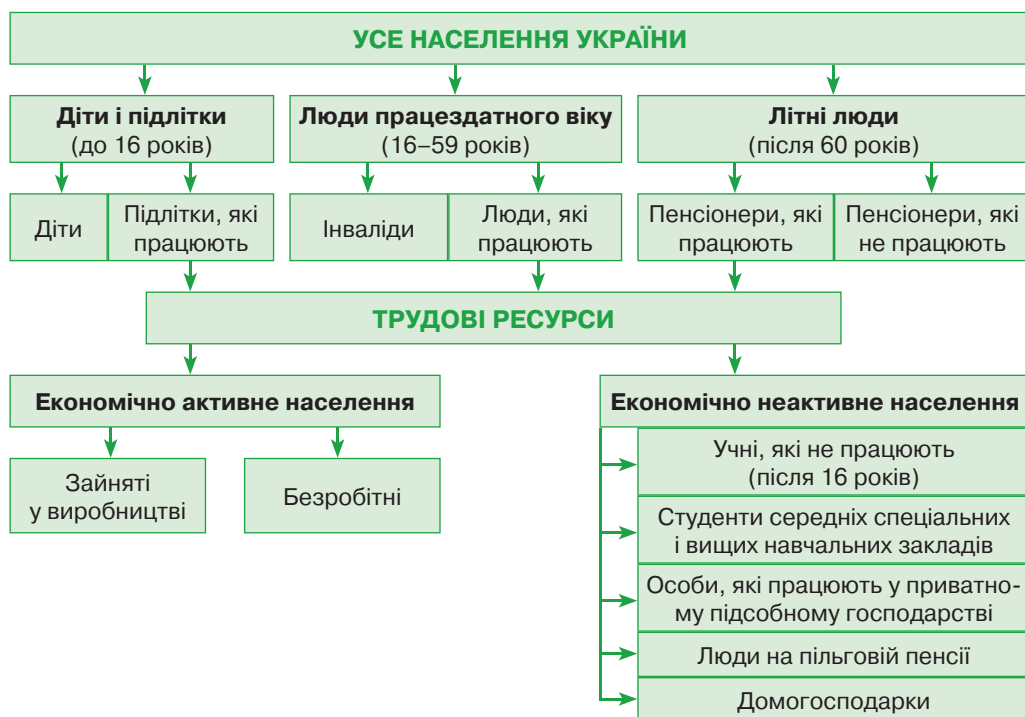 УСЕ НАСЕЛЕННЯ УКРАЇНИ
Діти і підлітки
(до 16 років)
Люди працездатного віку
(16–59 років)
Літні люди
(після 60 років)
Діти
Підлітки, які
працюють
Інваліди
Люди, які
працюють
Пенсіонери, які
працюють
Пенсіонери, які
не працюють
ТРУДОВІ РЕСУРСИ
Економічно активне населення
Економічно неактивне населення
Зайняті
у виробництві
Безробітні
Учні, які не працюють
(після 16 років)
Студенти середніх спеціальних
і вищих навчальних закладів
Особи, які працюють у приватно-
му підсобному господарстві
Люди на пільговій пенсії
Домогосподарки